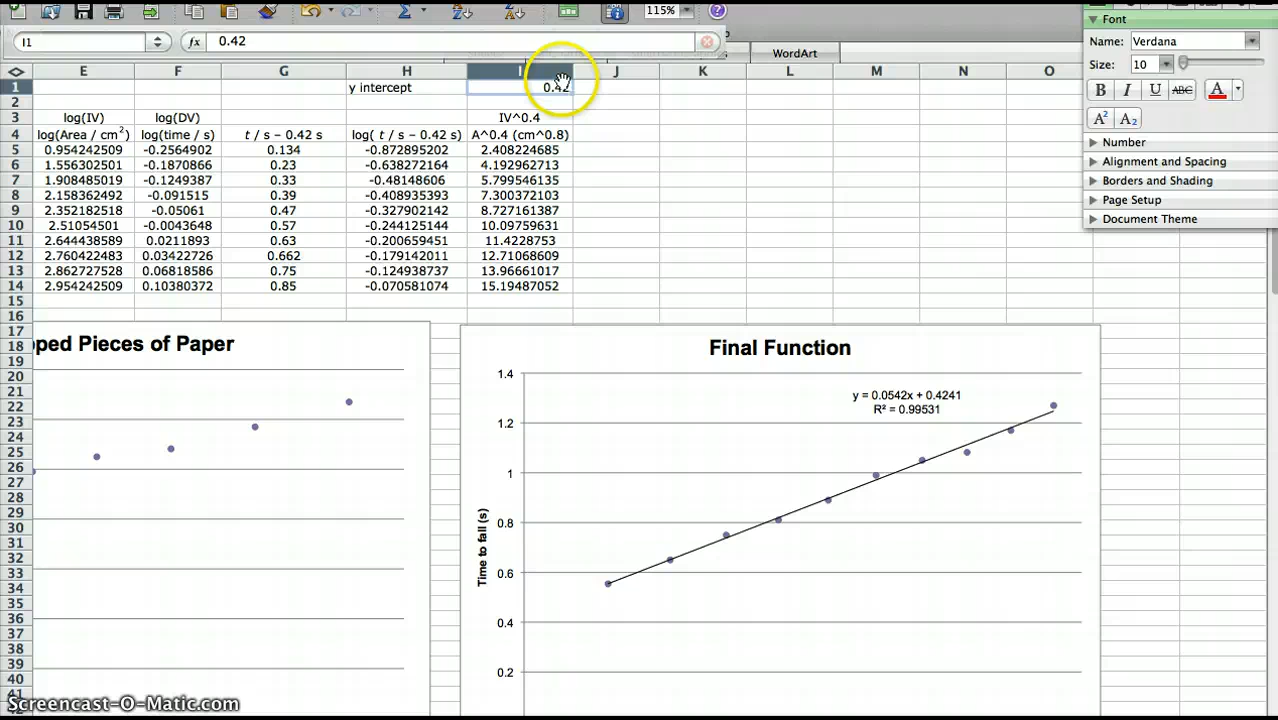 115%
I1
fx
0.42
WordArt
Font
Name: Verdana
Size: 10
B I U ABC A
A² A₂
Number
Alignment and Spacing
Borders and Shading
Page Setup
Document Theme
E F G H I J K L M N O
1 y intercept 0.42
2
3 log(IV) log(DV) IV^0.4
4 log(Area / cm²) log(time / s) t / s − 0.42 s log( t / s − 0.42 s) A^0.4 (cm^0.8)
5 0.954242509 -0.2564902 0.134 -0.872895202 2.408224685
6 1.556302501 -0.1870866 0.23 -0.638272164 4.192962713
7 1.908485019 -0.1249387 0.33 -0.48148606 5.799546135
8 2.158362492 -0.091515 0.39 -0.408935393 7.300372103
9 2.352182518 -0.05061 0.47 -0.327902142 8.727161387
10 2.51054501 -0.0043648 0.57 -0.244125144 10.09759631
11 2.644438589 0.0211893 0.63 -0.200659451 11.4228753
12 2.760422483 0.03422726 0.662 -0.179142011 12.71068609
13 2.862727528 0.06818586 0.75 -0.124938737 13.96661017
14 2.954242509 0.10380372 0.85 -0.070581074 15.19487052
15
16
17
18
19
20
21
22
23
24
25
26
27
28
29
30
31
32
33
34
35
36
37
38
39
40
41
pped Pieces of Paper
Final Function
y = 0.0542x + 0.4241
R² = 0.99531
1.4
1.2
1
0.8
0.6
0.4
0.2
Time to fall (s)
Screencast-O-Matic.com